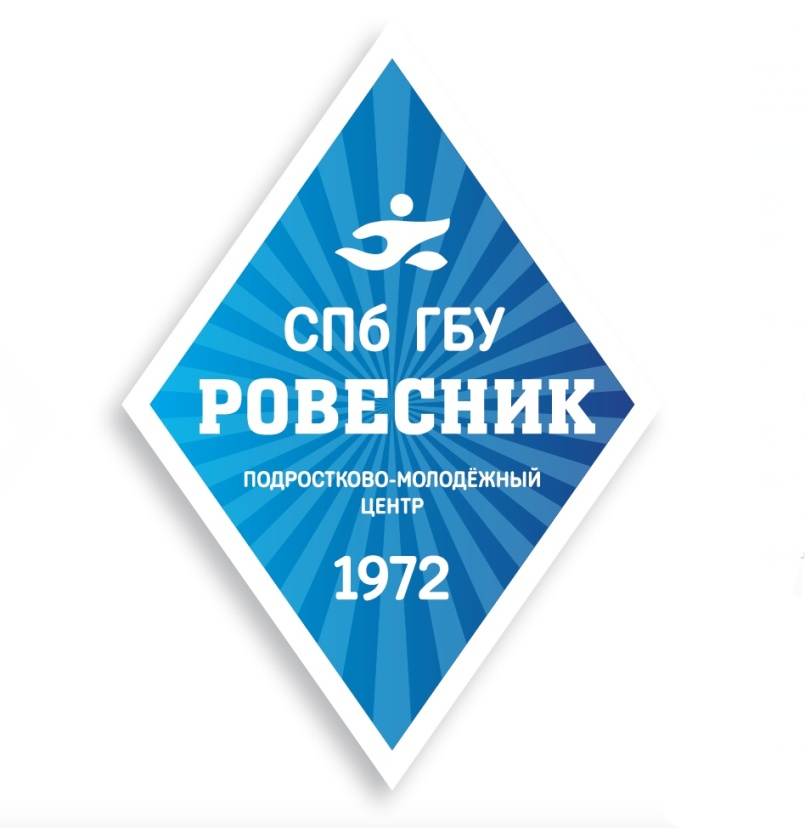 СПб ГБУ
РОВЕСНИК
ПОДРОСТКОВО-МОЛОДЁЖНЫЙ
ЦЕНТР
1972